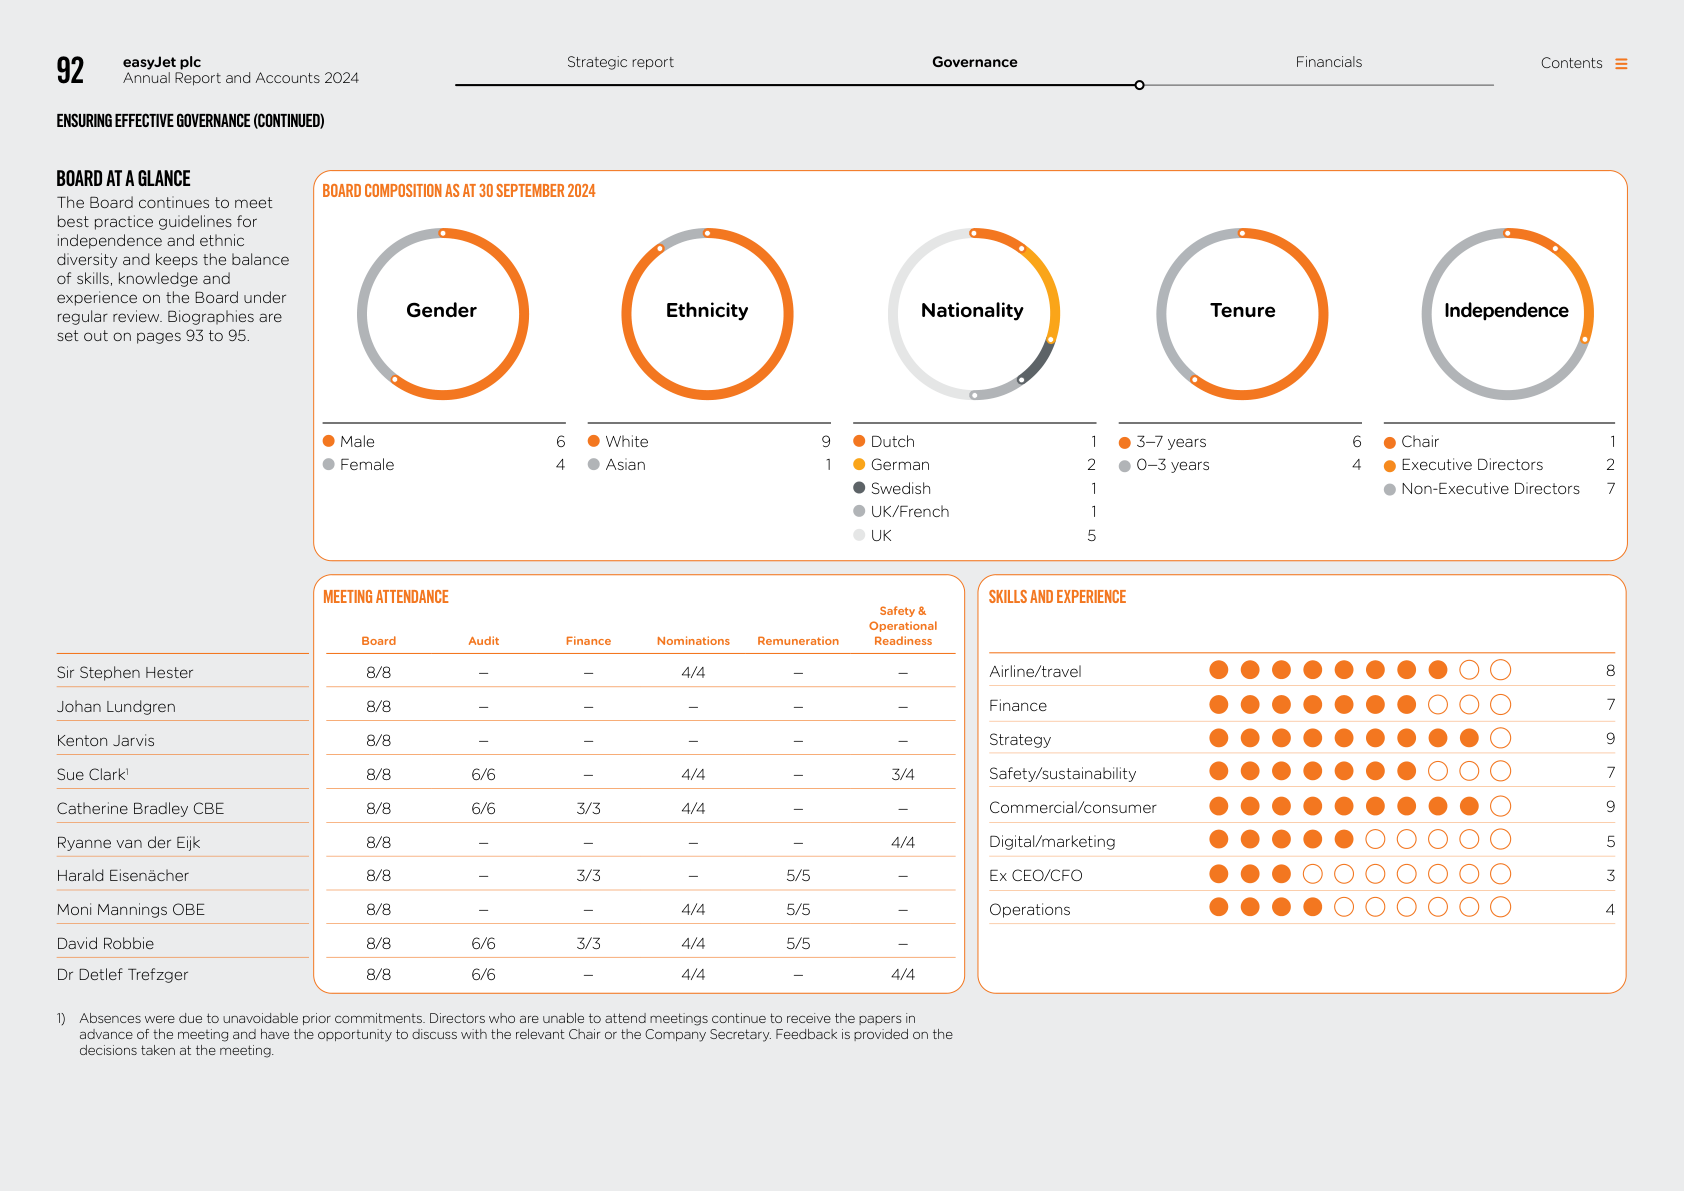 92
easyJet plc
Annual Report and Accounts 2024
Strategic report
Governance
Financials
Contents
ENSURING EFFECTIVE GOVERNANCE (CONTINUED)
BOARD AT A GLANCE
The Board continues to meet
best practice guidelines for
independence and ethnic
diversity and keeps the balance
of skills, knowledge and
experience on the Board under
regular review. Biographies are
set out on pages 93 to 95.
BOARD COMPOSITION AS AT 30 SEPTEMBER 2024
Gender
Male 6
Female 4
Ethnicity
White 9
Asian 1
Nationality
Dutch 1
German 2
Swedish 1
UK/French 1
UK 5
Tenure
3–7 years 6
0–3 years 4
Independence
Chair 1
Executive Directors 2
Non-Executive Directors 7
MEETING ATTENDANCE
Board Audit Finance Nominations Remuneration Safety &
Operational
Readiness
Sir Stephen Hester 8/8 – – 4/4 – –
Johan Lundgren 8/8 – – – – –
Kenton Jarvis 8/8 – – – – –
Sue Clark¹ 8/8 6/6 – 4/4 – 3/4
Catherine Bradley CBE 8/8 6/6 3/3 4/4 – –
Ryanne van der Eijk 8/8 – – – – 4/4
Harald Eisenächer 8/8 – 3/3 – 5/5 –
Moni Mannings OBE 8/8 – – 4/4 5/5 –
David Robbie 8/8 6/6 3/3 4/4 5/5 –
Dr Detlef Trefzger 8/8 6/6 – 4/4 – 4/4
SKILLS AND EXPERIENCE
Airline/travel 8
Finance 7
Strategy 9
Safety/sustainability 7
Commercial/consumer 9
Digital/marketing 5
Ex CEO/CFO 3
Operations 4
1) Absences were due to unavoidable prior commitments. Directors who are unable to attend meetings continue to receive the papers in
advance of the meeting and have the opportunity to discuss with the relevant Chair or the Company Secretary. Feedback is provided on the
decisions taken at the meeting.